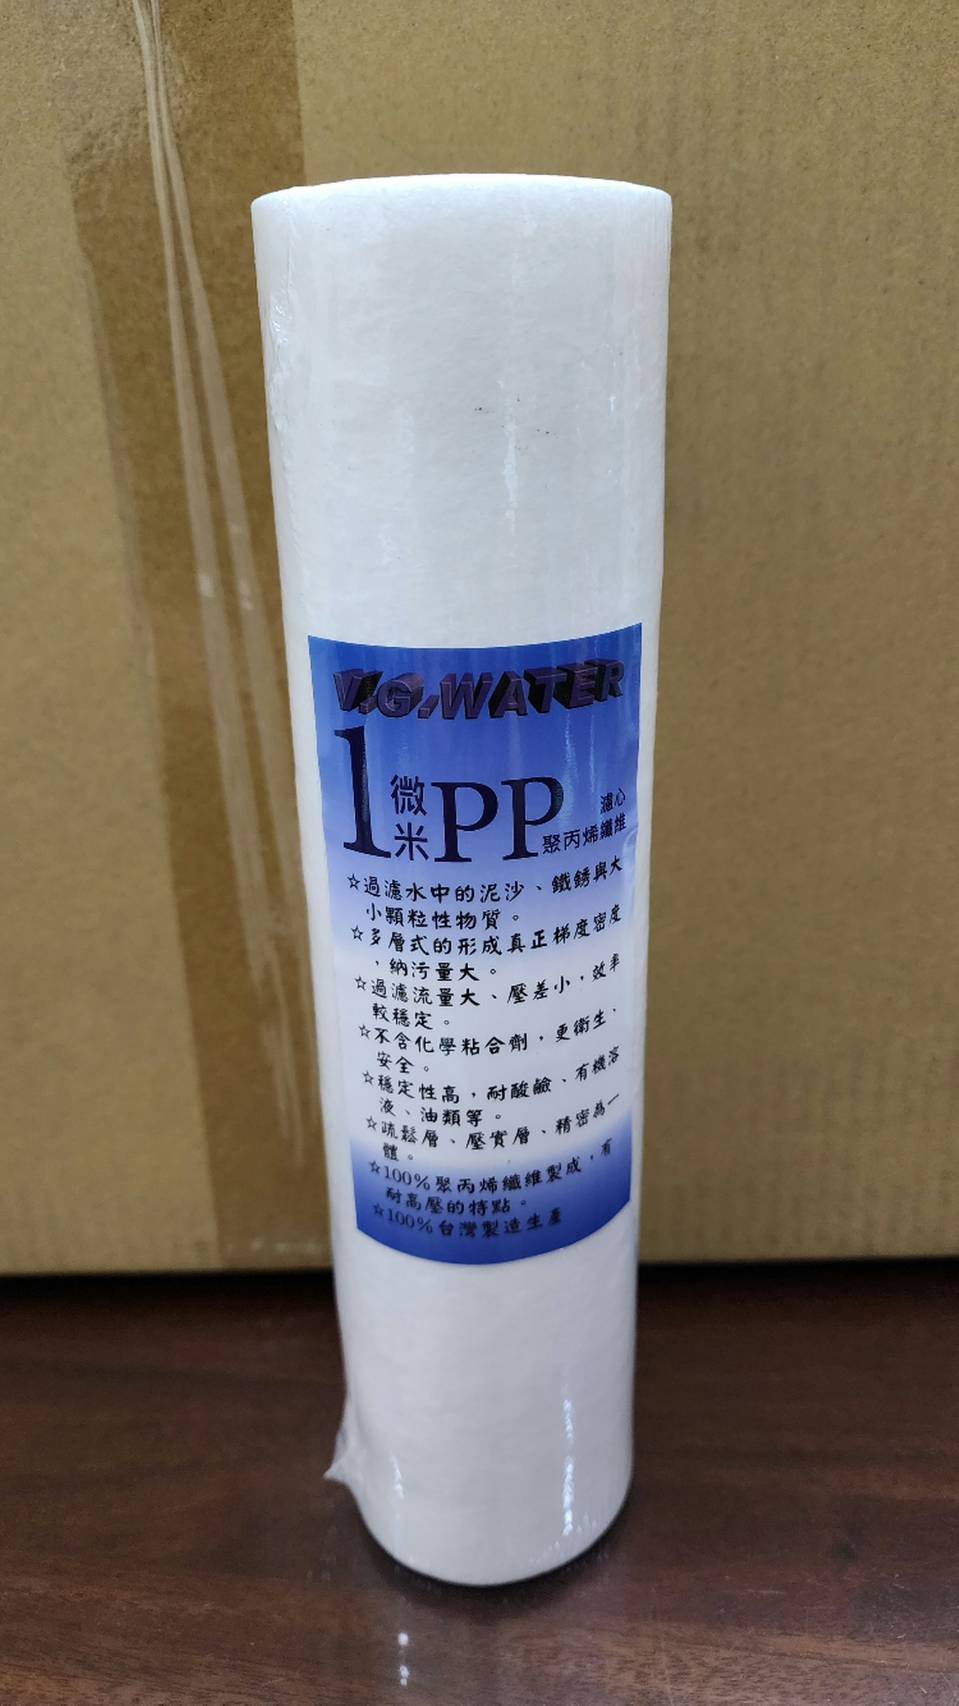 V.G.WATER
1微米PP濾心
聚丙烯纖維
☆過濾水中的泥沙、鐵銹與大
小顆粒性物質。
☆多層式的形成真正梯度密度
，納污量大。
☆過濾流量大、壓差小，效率
較穩定。
☆不含化學粘合劑，更衛生、
安全。
☆穩定性高，耐酸鹼、有機溶
液、油類等。
☆疏鬆層、壓實層、精密為一
體。
☆100%聚丙烯纖維製成，有
耐高壓的特點。
☆100%台灣製造生產